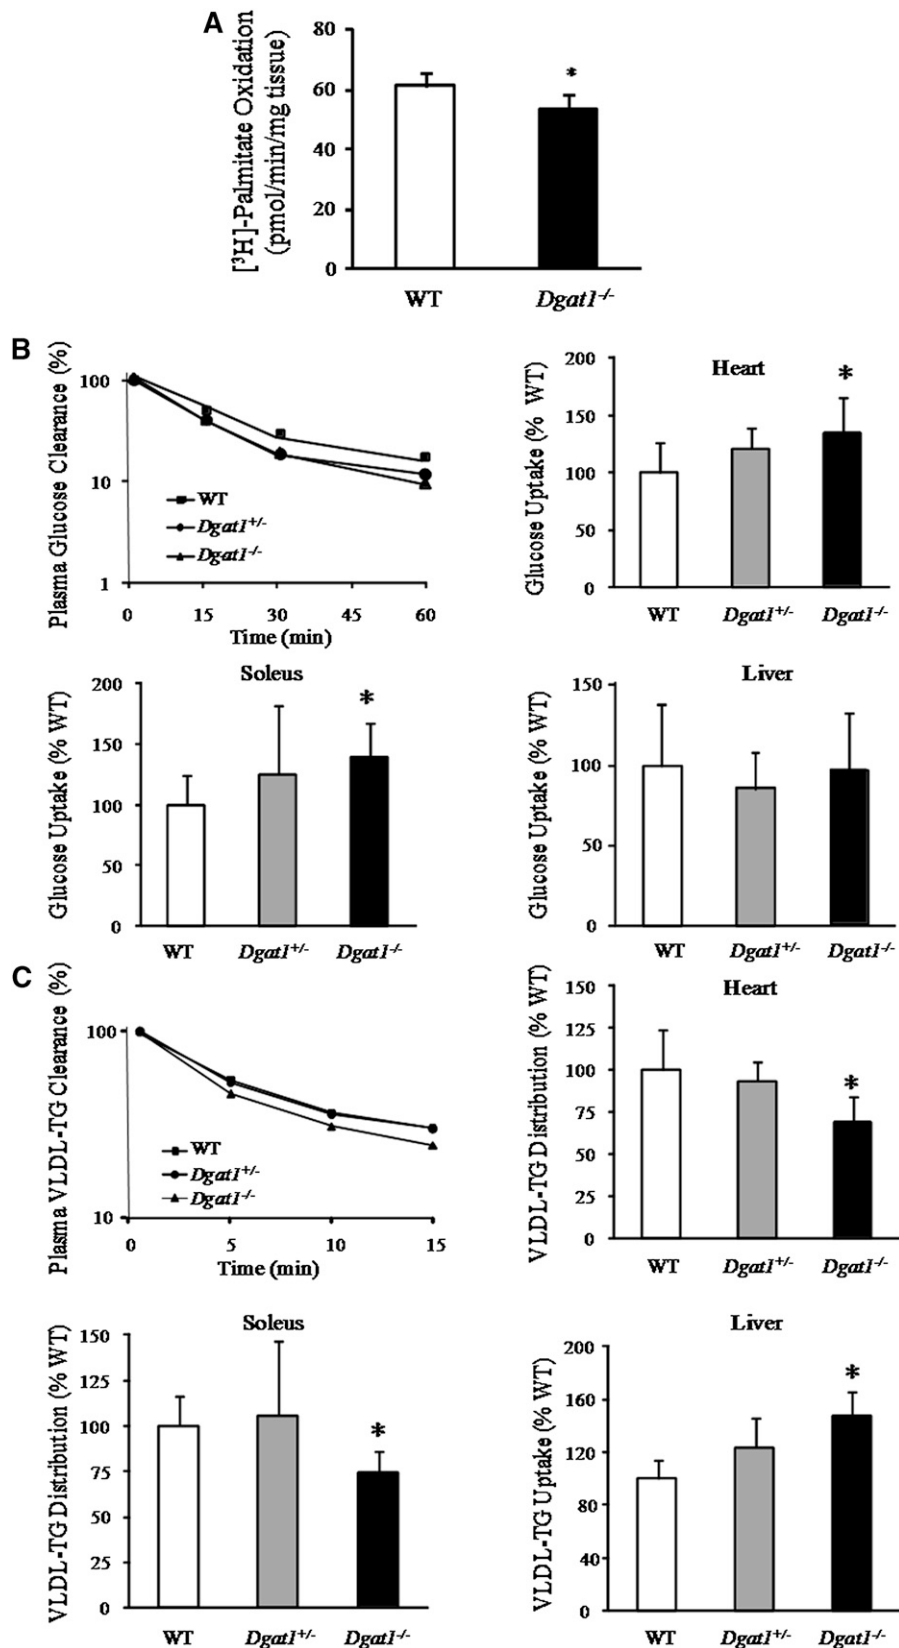 A
[³H]-Palmitate Oxidation
(pmol/min/mg tissue)
80
60
40
20
0
*
WT
Dgat1-/-
B
Plasma Glucose Clearance (%)
100
10
1
WT
Dgat1+/-
Dgat1-/-
0 15 30 45 60
Time (min)
Heart
Glucose Uptake (% WT)
200
150
100
50
0
*
WT Dgat1+/- Dgat1-/-
Soleus
Glucose Uptake (% WT)
200
150
100
50
0
*
WT Dgat1+/- Dgat1-/-
Liver
Glucose Uptake (% WT)
150
100
50
0
WT Dgat1+/- Dgat1-/-
C
Plasma VLDL-TG Clearance (%)
100
10
WT
Dgat1+/-
Dgat1-/-
0 5 10 15
Time (min)
Heart
VLDL-TG Distribution (% WT)
150
125
100
75
50
25
0
*
WT Dgat1+/- Dgat1-/-
Soleus
VLDL-TG Distribution (% WT)
150
125
100
75
50
25
0
*
WT Dgat1+/- Dgat1-/-
Liver
VLDL-TG Uptake (% WT)
200
160
120
80
40
0
*
WT Dgat1+/- Dgat1-/-